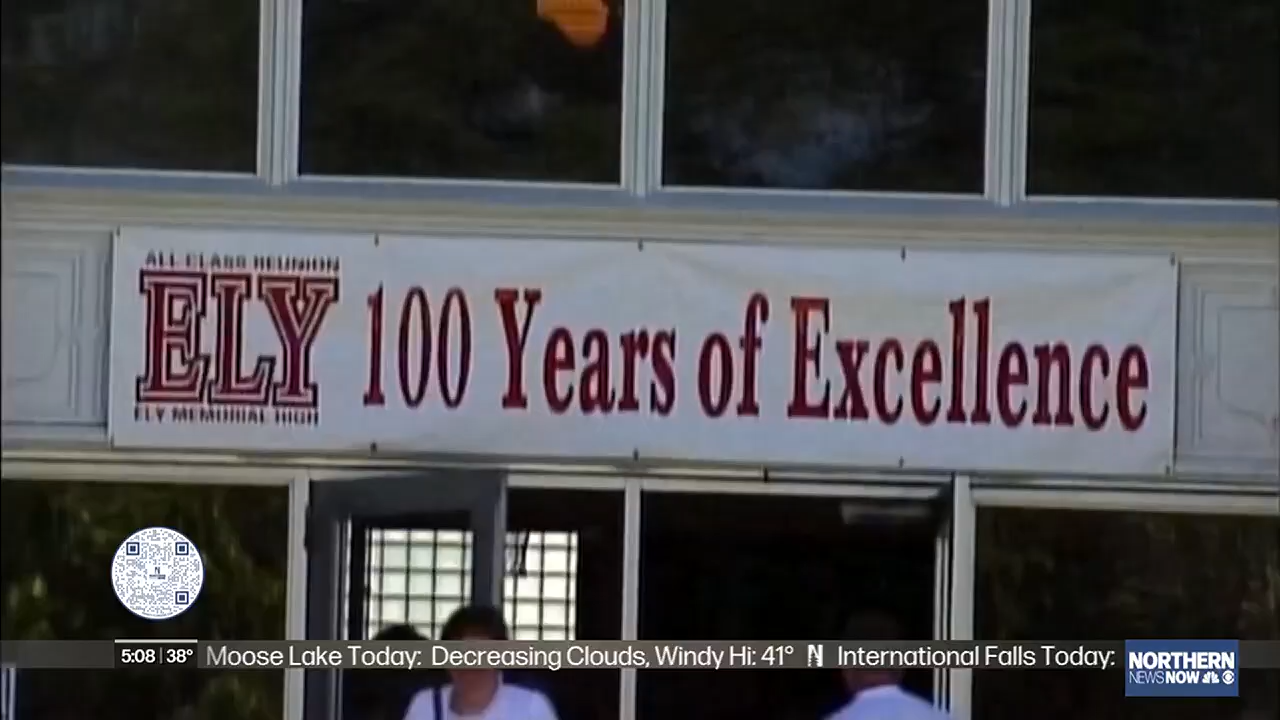 ALL CLASS REUNION
ELY
ELY MEMORIAL HIGH
100 Years of Excellence
5:08 38° Moose Lake Today: Decreasing Clouds, Windy Hi: 41° N International Falls Today:
NORTHERN
NEWS NOW